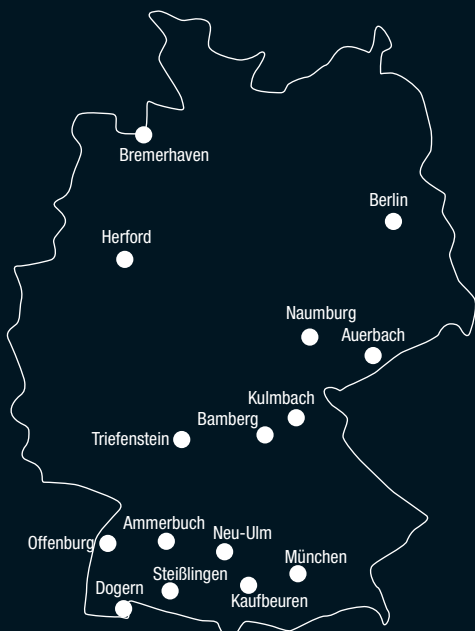 Bremerhaven
Berlin
Herford
Naumburg
Auerbach
Kulmbach
Bamberg
Triefenstein
Ammerbuch
Neu-Ulm
Offenburg
München
Steißlingen
Dogern
Kaufbeuren